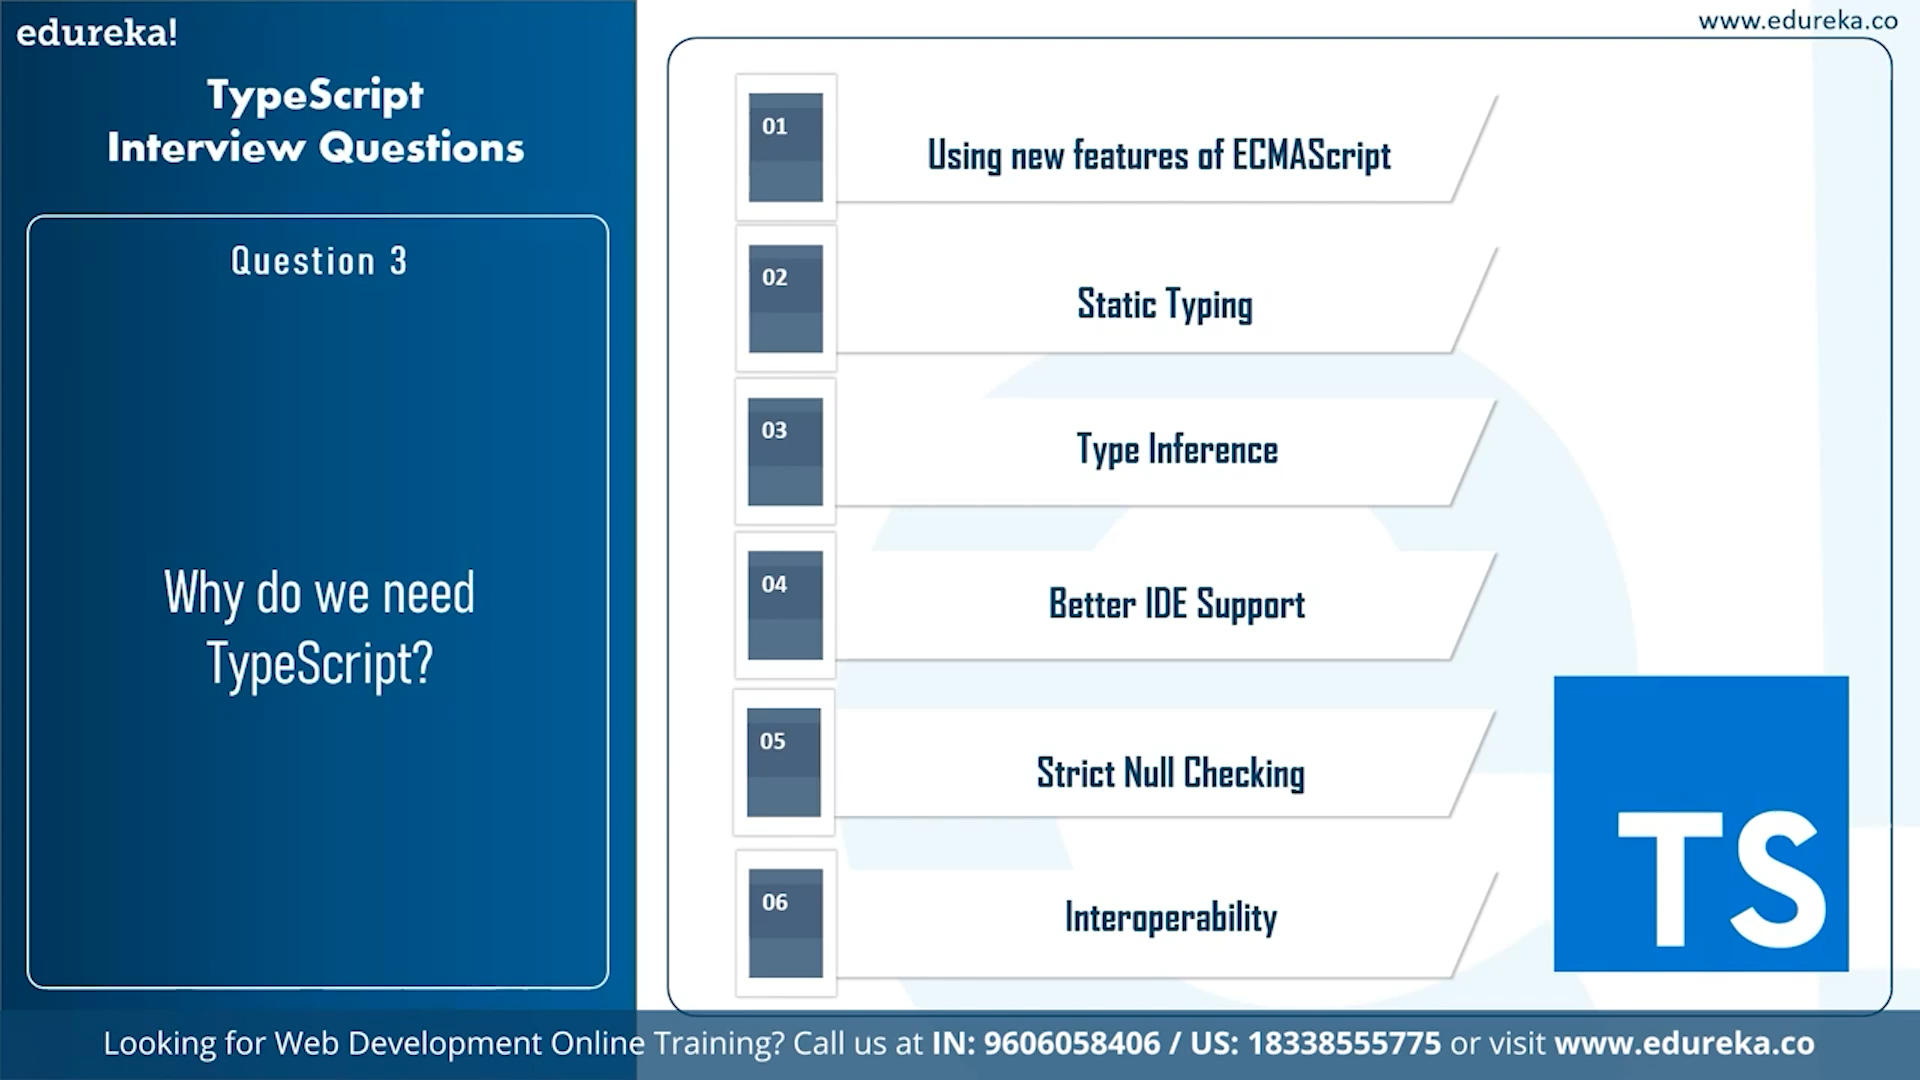 edureka!
www.edureka.co
TypeScript
Interview Questions
Question 3
Why do we need
TypeScript?
01
Using new features of ECMAScript
02
Static Typing
03
Type Inference
04
Better IDE Support
05
Strict Null Checking
06
Interoperability
TS
Looking for Web Development Online Training? Call us at IN: 9606058406 / US: 18338555775 or visit www.edureka.co